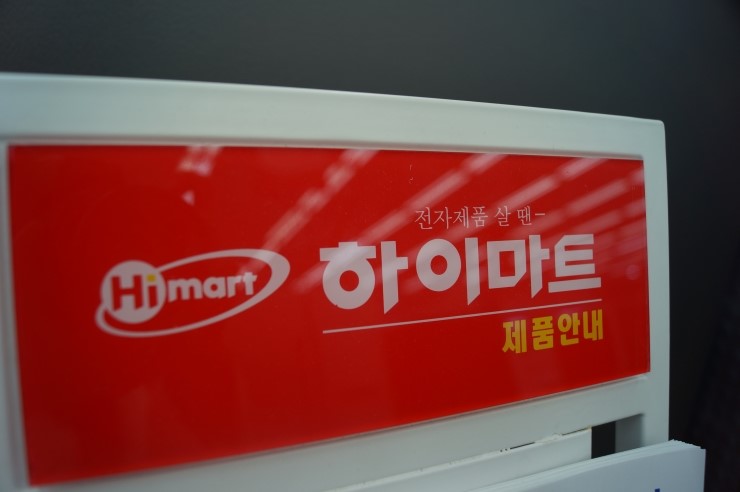 Himart
전자제품 살 땐-
하이마트
제품안내